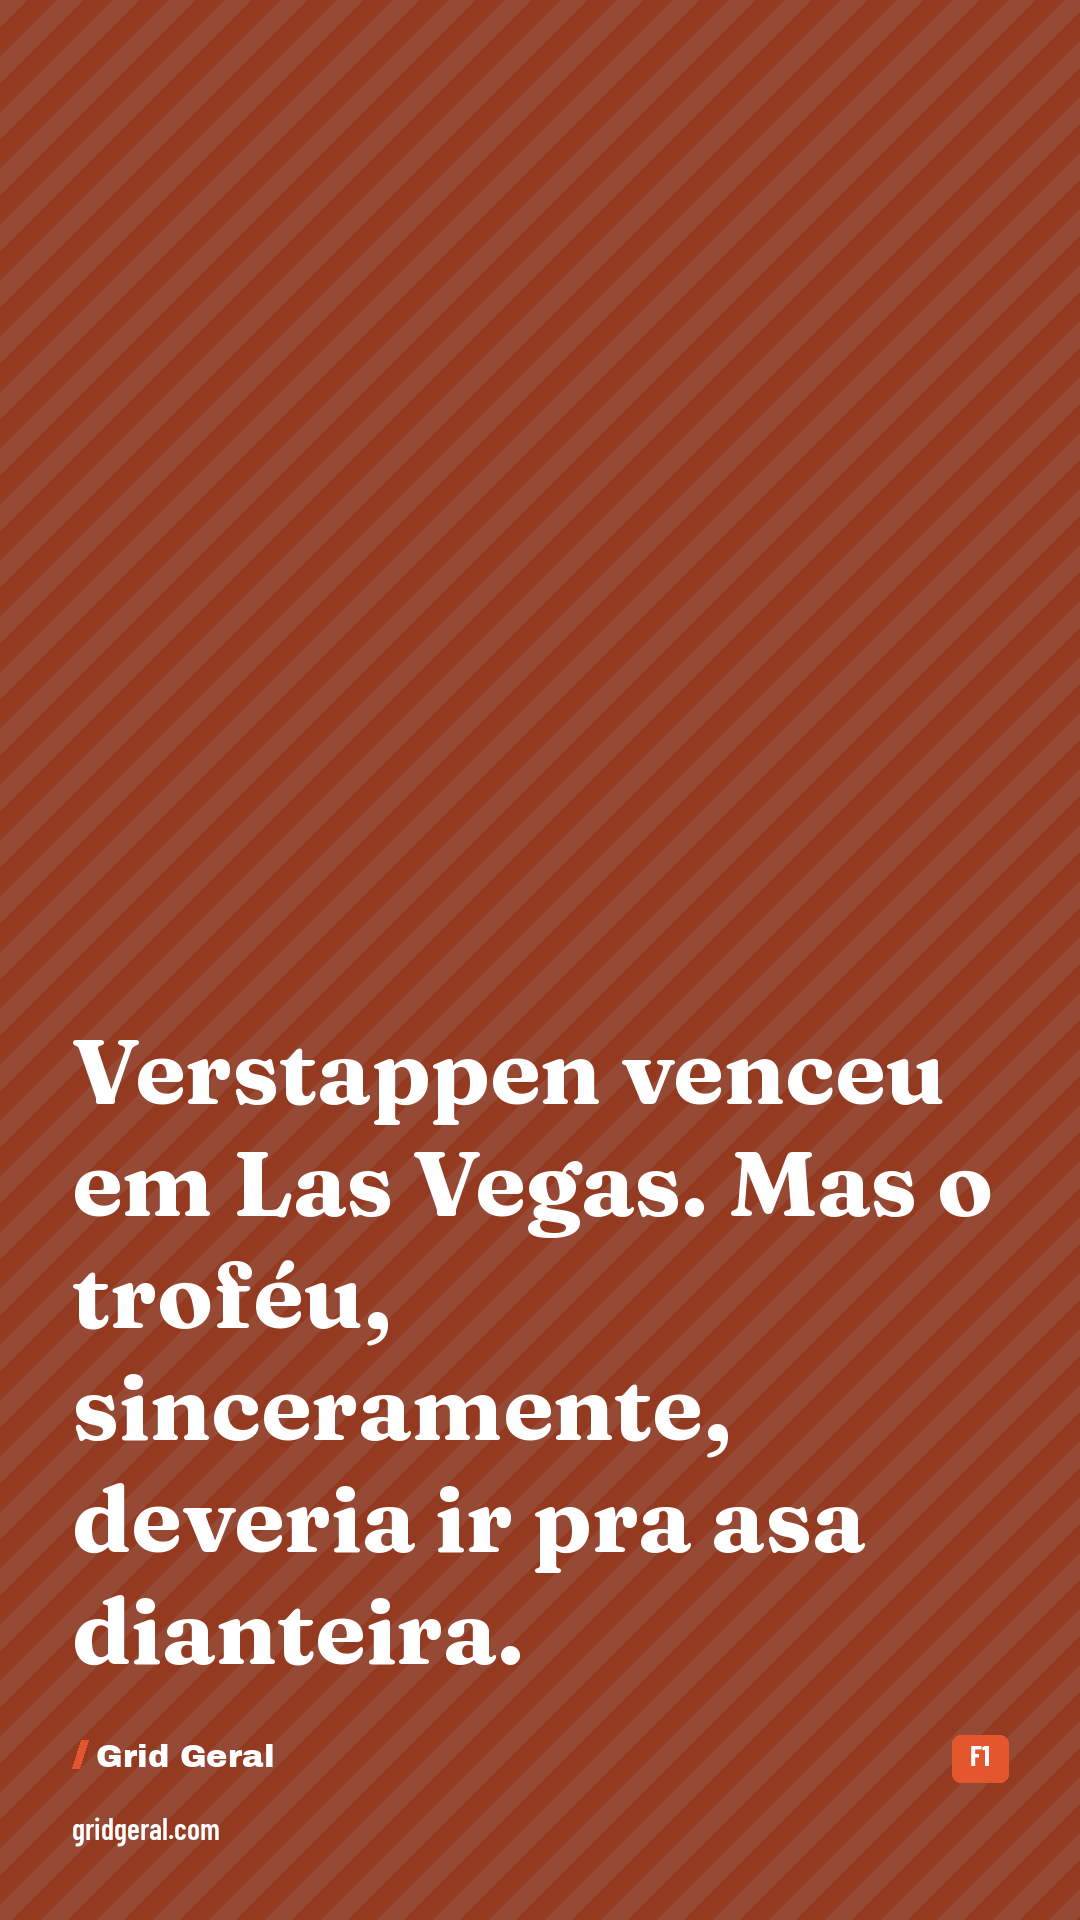 Verstappen venceu
em Las Vegas. Mas o
troféu,
sinceramente,
deveria ir pra asa
dianteira.
/ Grid Geral
F1
gridgeral.com